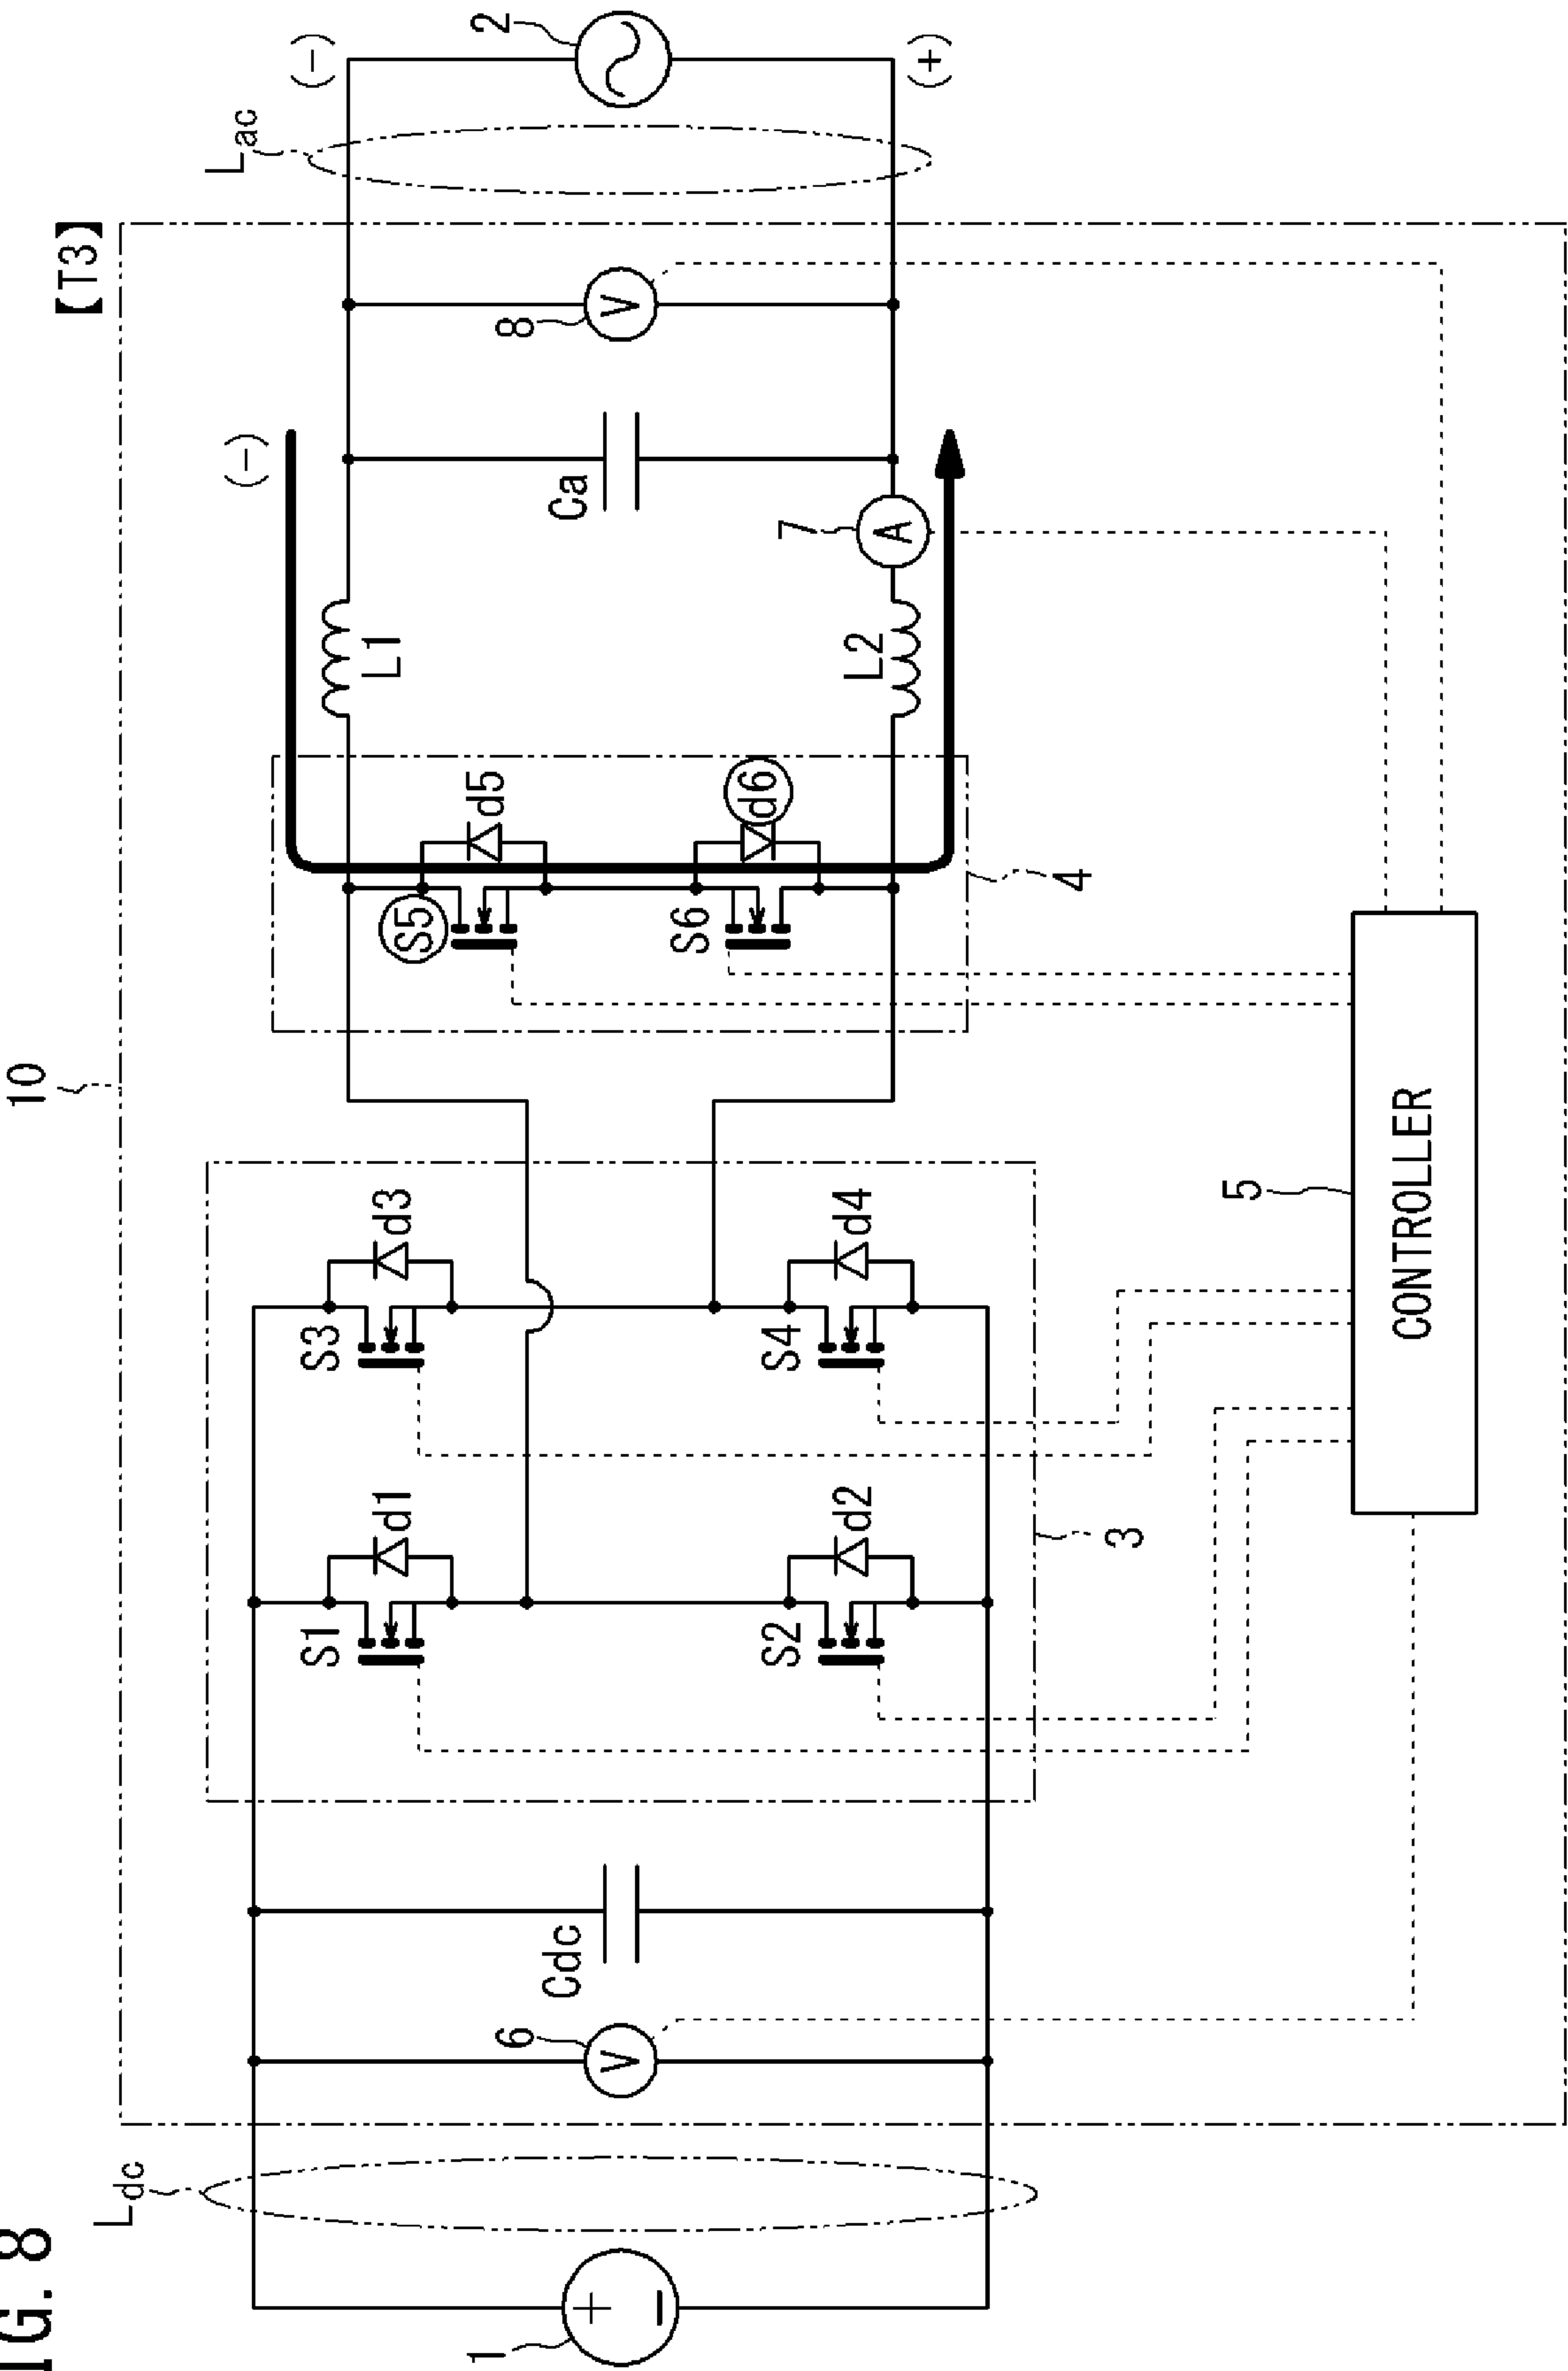 IG. 8
10
【T3】
Ldc
Lac
(-)
(-)
S1
d1
S3
d3
S5
d5
L1
1
6
V
Cdc
Ca
8
V
2
+
−
S2
d2
S4
d4
S6
d6
L2
7
A
(+)
3
4
5
CONTROLLER